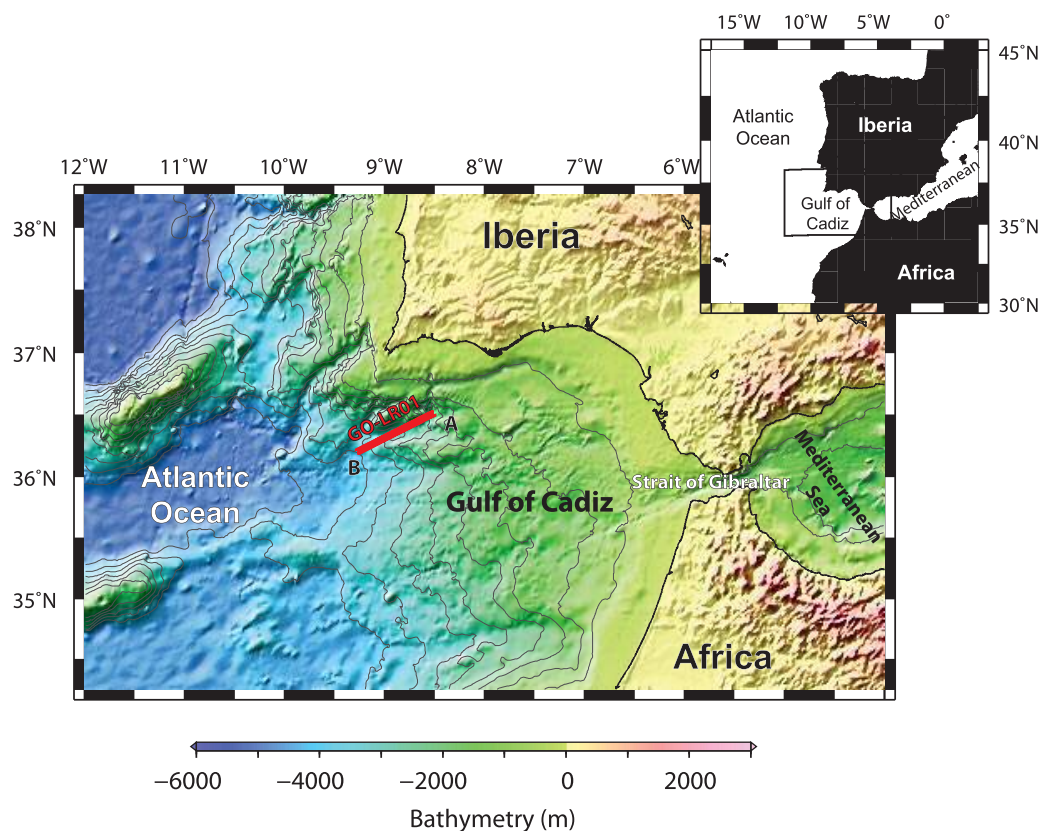 15°W 10°W 5°W 0°
45°N
Atlantic
Ocean
Iberia
40°N
Mediterranean
Gulf of
Cadiz
35°N
Africa
30°N
12°W 11°W 10°W 9°W 8°W 7°W 6°W
38°N
Iberia
37°N
GO-LR01
A
B
36°N
Atlantic
Ocean
Gulf of Cadiz
Strait of Gibraltar
Mediterranean
Sea
35°N
Africa
−6000 −4000 −2000 0 2000
Bathymetry (m)